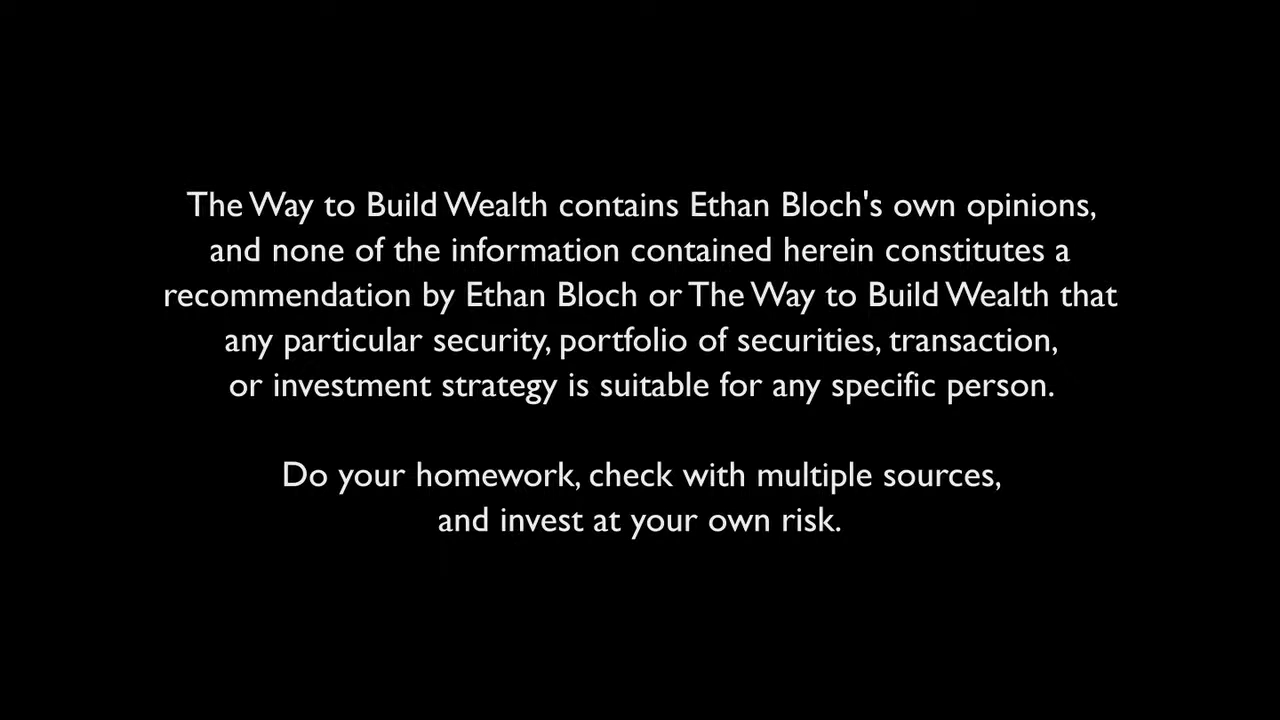 The Way to Build Wealth contains Ethan Bloch's own opinions,
and none of the information contained herein constitutes a
recommendation by Ethan Bloch or The Way to Build Wealth that
any particular security, portfolio of securities, transaction,
or investment strategy is suitable for any specific person.
Do your homework, check with multiple sources,
and invest at your own risk.